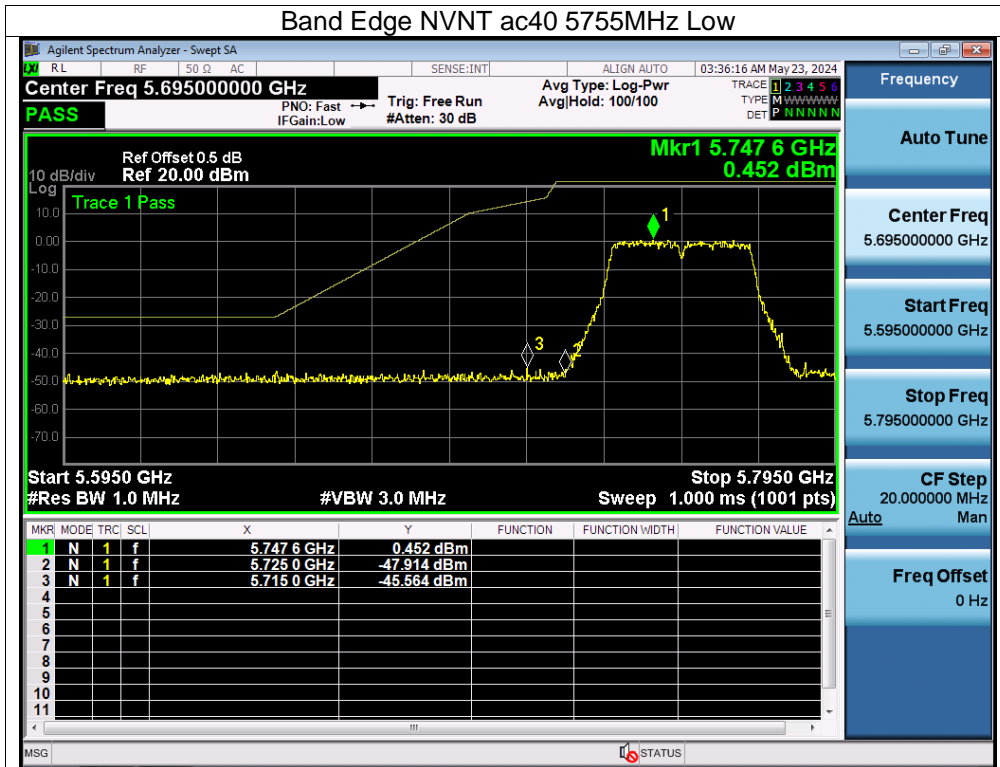 Band Edge NVNT ac40 5755MHz Low
Agilent Spectrum Analyzer - Swept SA
LXI RL RF 50 Ω AC SENSE:INT ALIGN AUTO 03:36:16 AM May 23, 2024
Center Freq 5.695000000 GHz
PASS
PNO: Fast
IFGain:Low
Trig: Free Run
#Atten: 30 dB
Avg Type: Log-Pwr
Avg|Hold: 100/100
TRACE 1 2 3 4 5 6
TYPE M WWWWW
DET P N N N N N
Ref Offset 0.5 dB
10 dB/div Ref 20.00 dBm
Log
Mkr1 5.747 6 GHz
0.452 dBm
Trace 1 Pass
10.0
0.00
-10.0
-20.0
-30.0
-40.0
-50.0
-60.0
-70.0
1
2
3
Start 5.5950 GHz Stop 5.7950 GHz
#Res BW 1.0 MHz #VBW 3.0 MHz Sweep 1.000 ms (1001 pts)
MKR MODE TRC SCL X Y FUNCTION FUNCTION WIDTH FUNCTION VALUE
1 N 1 f 5.747 6 GHz 0.452 dBm
2 N 1 f 5.725 0 GHz -47.914 dBm
3 N 1 f 5.715 0 GHz -45.564 dBm
4
5
6
7
8
9
10
11
MSG STATUS
Frequency
Auto Tune
Center Freq
5.695000000 GHz
Start Freq
5.595000000 GHz
Stop Freq
5.795000000 GHz
CF Step
20.000000 MHz
Auto Man
Freq Offset
0 Hz